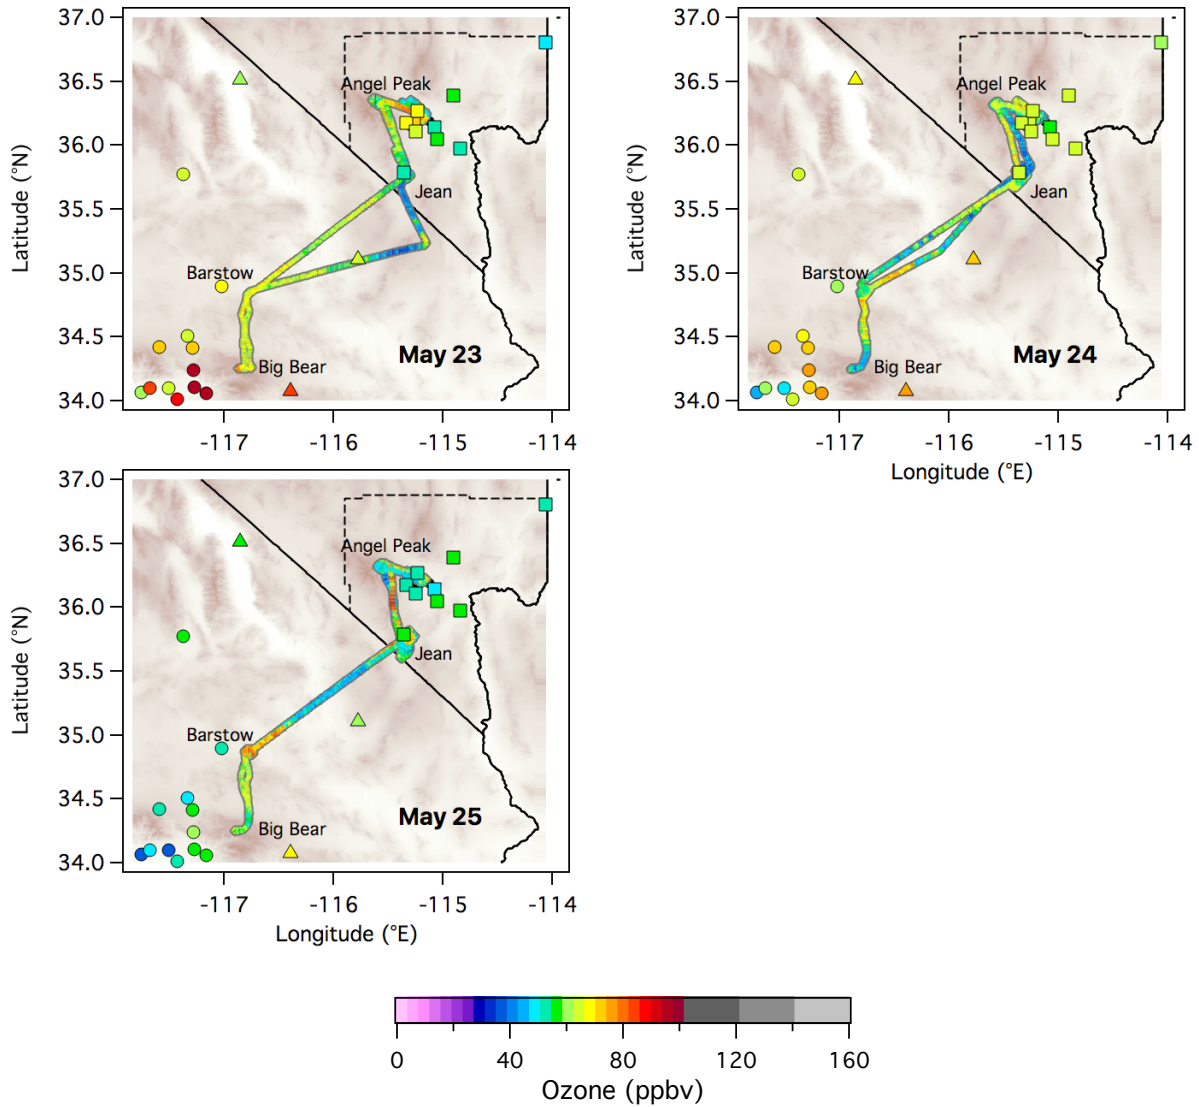 37.0
36.5
36.0
35.5
35.0
34.5
34.0
Latitude (°N)
Angel Peak
Jean
Barstow
May 23
Big Bear
-117
-116
-115
-114
37.0
36.5
36.0
35.5
35.0
34.5
34.0
Latitude (°N)
Angel Peak
Jean
Barstow
May 24
Big Bear
-117
-116
-115
-114
Longitude (°E)
37.0
36.5
36.0
35.5
35.0
34.5
34.0
Latitude (°N)
Angel Peak
Jean
Barstow
May 25
Big Bear
-117
-116
-115
-114
Longitude (°E)
0
40
80
120
160
Ozone (ppbv)